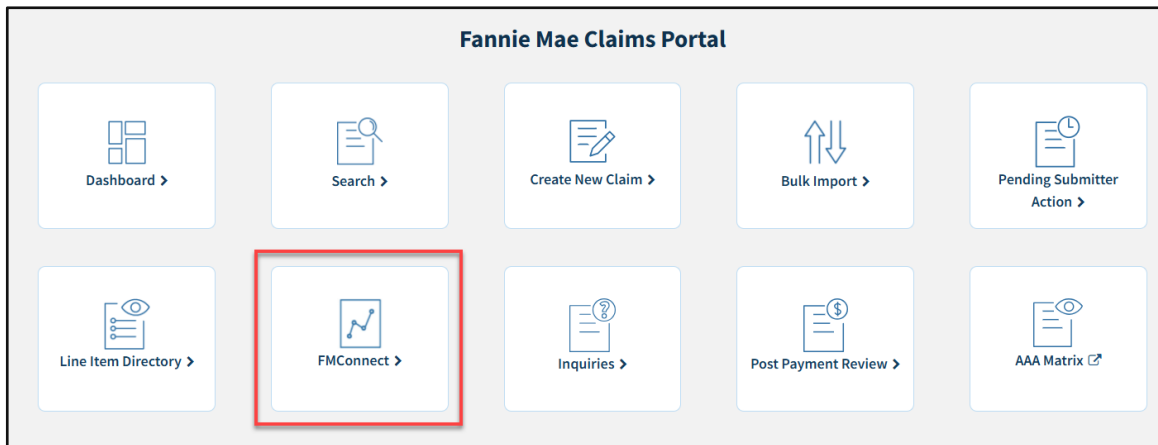 Fannie Mae Claims Portal
Dashboard >
Search >
Create New Claim >
Bulk Import >
Pending Submitter
Action >
Line Item Directory >
FMConnect >
Inquiries >
Post Payment Review >
AAA Matrix